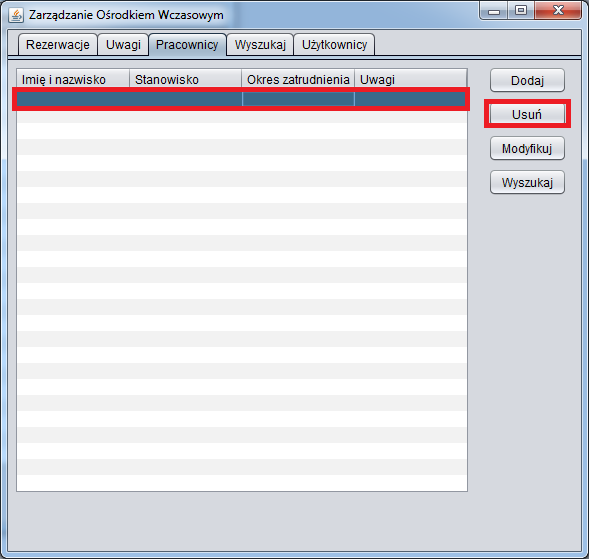 Zarządzanie Ośrodkiem Wczasowym
Rezerwacje Uwagi Pracownicy Wyszukaj Użytkownicy
Imię i nazwisko Stanowisko Okres zatrudnienia Uwagi
Dodaj
Usuń
Modyfikuj
Wyszukaj